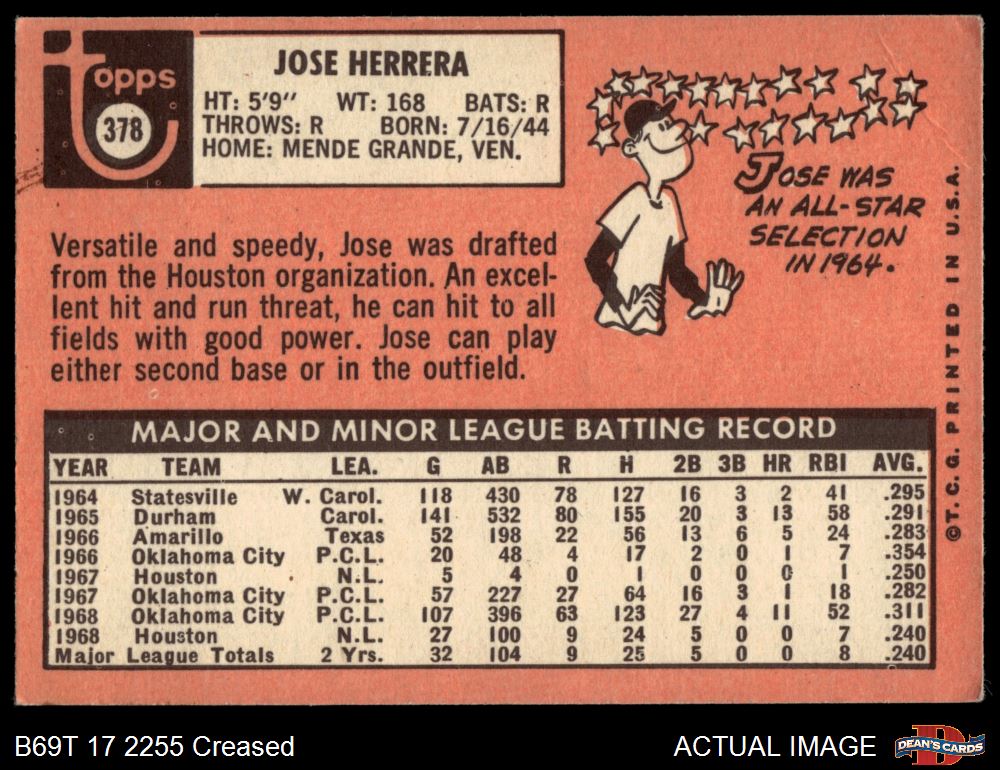 Topps
378
JOSE HERRERA
HT: 5'9" WT: 168 BATS: R
THROWS: R BORN: 7/16/44
HOME: MENDE GRANDE, VEN.
JOSE WAS
AN ALL-STAR
SELECTION
IN 1964.
Versatile and speedy, Jose was drafted
from the Houston organization. An excel-
lent hit and run threat, he can hit to all
fields with good power. Jose can play
either second base or in the outfield.
MAJOR AND MINOR LEAGUE BATTING RECORD
YEAR TEAM LEA. G AB R H 2B 3B HR RBI AVG.
1964 Statesville W. Carol. 118 430 78 127 16 3 2 41 .295
1965 Durham Carol. 141 532 80 155 20 3 13 58 .291
1966 Amarillo Texas 52 198 22 56 13 6 5 24 .283
1966 Oklahoma City P.C.L. 20 48 4 17 2 0 1 7 .354
1967 Houston N.L. 5 4 0 1 0 0 0 1 .250
1967 Oklahoma City P.C.L. 57 227 27 64 16 3 1 18 .282
1968 Oklahoma City P.C.L. 107 396 63 123 27 4 11 52 .311
1968 Houston N.L. 27 100 9 24 5 0 0 7 .240
Major League Totals 2 Yrs. 32 104 9 25 5 0 0 8 .240
©T.C.G. PRINTED IN U.S.A.
B69T 17 2255 Creased
ACTUAL IMAGE
DEAN'S CARDS